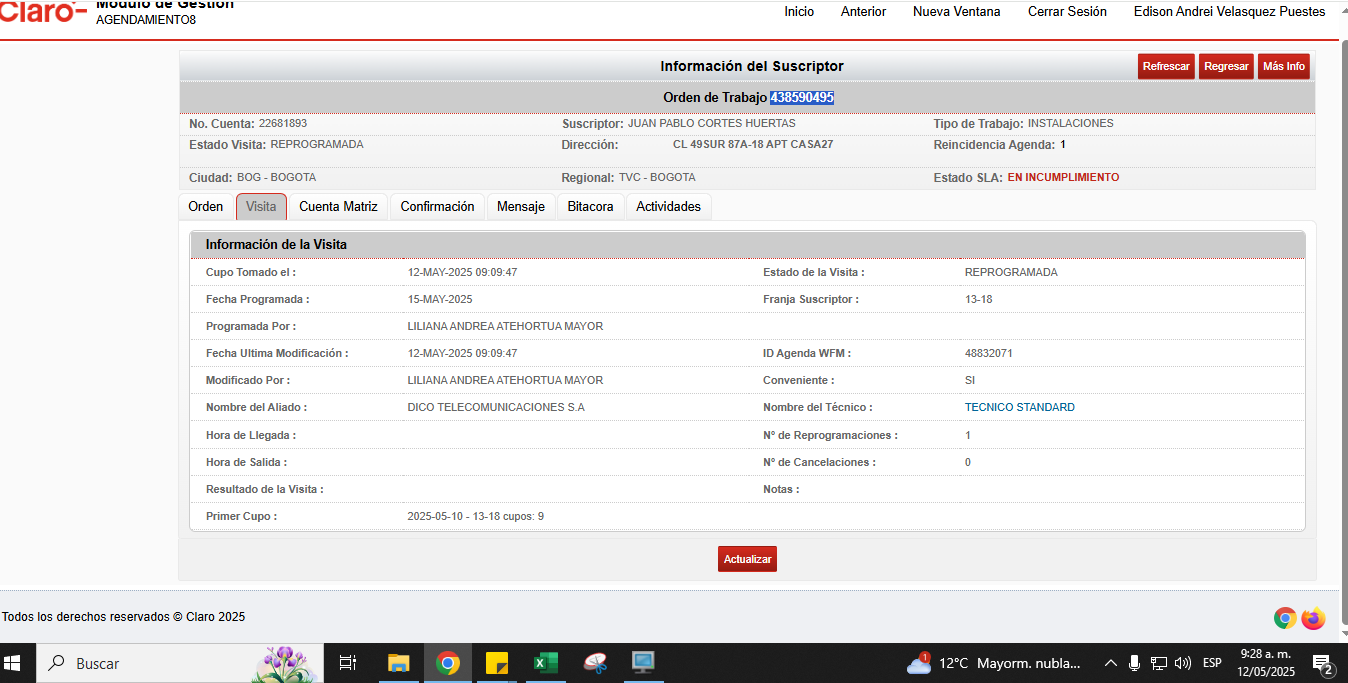 Claro
Módulo de Gestión
AGENDAMIENTO8
Inicio Anterior Nueva Ventana Cerrar Sesión Edison Andrei Velasquez Puestes
Información del Suscriptor
Refrescar Regresar Más Info
Orden de Trabajo 438590495
No. Cuenta: 22681893 Suscriptor: JUAN PABLO CORTES HUERTAS Tipo de Trabajo: INSTALACIONES
Estado Visita: REPROGRAMADA Dirección: CL 49SUR 87A-18 APT CASA27 Reincidencia Agenda: 1
Ciudad: BOG - BOGOTA Regional: TVC - BOGOTA Estado SLA: EN INCUMPLIMIENTO
Orden Visita Cuenta Matriz Confirmación Mensaje Bitacora Actividades
Información de la Visita
Cupo Tomado el : 12-MAY-2025 09:09:47 Estado de la Visita : REPROGRAMADA
Fecha Programada : 15-MAY-2025 Franja Suscriptor : 13-18
Programada Por : LILIANA ANDREA ATEHORTUA MAYOR
Fecha Ultima Modificación : 12-MAY-2025 09:09:47 ID Agenda WFM : 48832071
Modificado Por : LILIANA ANDREA ATEHORTUA MAYOR Conveniente : SI
Nombre del Aliado : DICO TELECOMUNICACIONES S.A Nombre del Técnico : TECNICO STANDARD
Hora de Llegada : Nº de Reprogramaciones : 1
Hora de Salida : Nº de Cancelaciones : 0
Resultado de la Visita : Notas :
Primer Cupo : 2025-05-10 - 13-18 cupos: 9
Actualizar
Todos los derechos reservados © Claro 2025
Buscar 1 12°C Mayorm. nubla... ESP 9:28 a. m.
12/05/2025 2